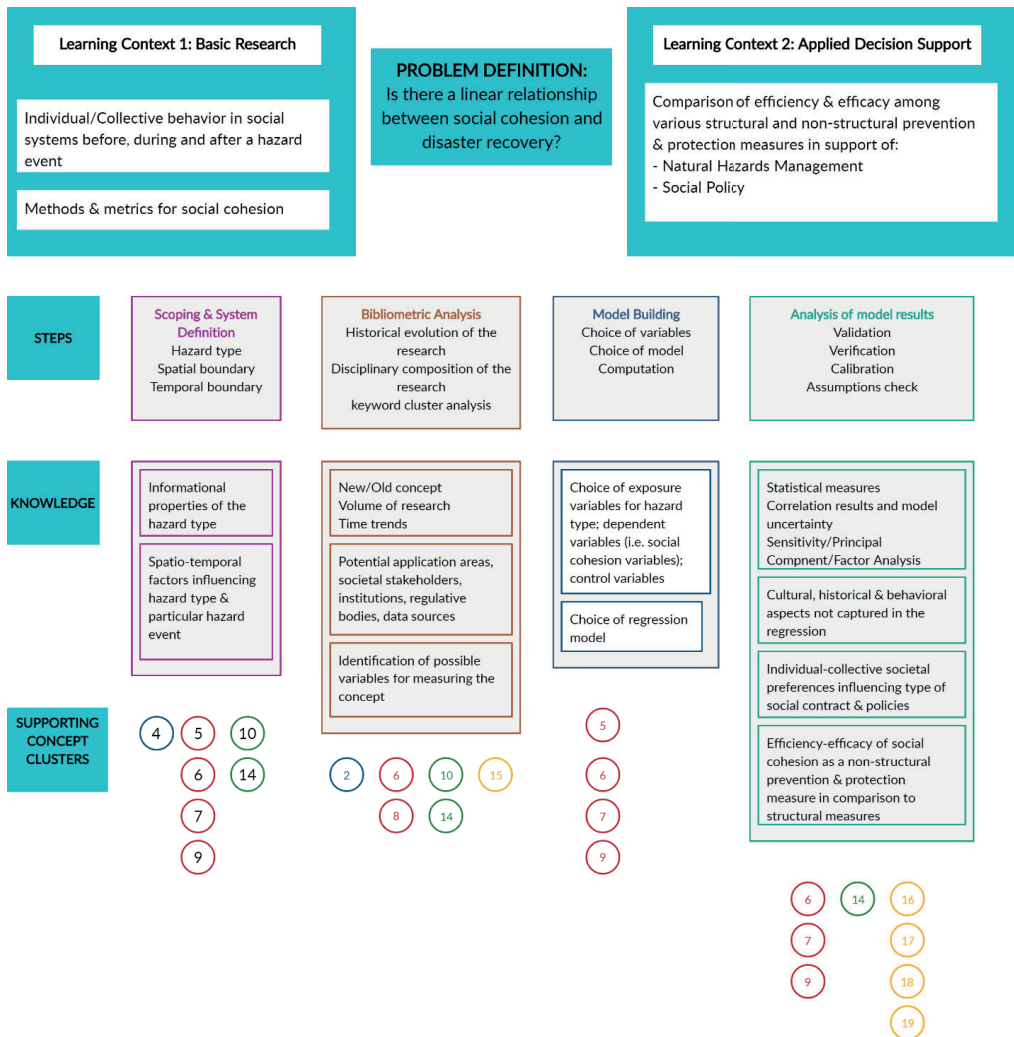 Learning Context 1: Basic Research
Individual/Collective behavior in social
systems before, during and after a hazard
event
Methods & metrics for social cohesion
PROBLEM DEFINITION:
Is there a linear relationship
between social cohesion and
disaster recovery?
Learning Context 2: Applied Decision Support
Comparison of efficiency & efficacy among
various structural and non-structural prevention
& protection measures in support of:
- Natural Hazards Management
- Social Policy
STEPS
Scoping & System
Definition
Hazard type
Spatial boundary
Temporal boundary
Bibliometric Analysis
Historical evolution of the
research
Disciplinary composition of the
research
keyword cluster analysis
Model Building
Choice of variables
Choice of model
Computation
Analysis of model results
Validation
Verification
Calibration
Assumptions check
KNOWLEDGE
Informational
properties of the
hazard type
Spatio-temporal
factors influencing
hazard type &
particular hazard
event
New/Old concept
Volume of research
Time trends
Potential application areas,
societal stakeholders,
institutions, regulative
bodies, data sources
Identification of possible
variables for measuring the
concept
Choice of exposure
variables for hazard
type; dependent
variables (i.e. social
cohesion variables);
control variables
Choice of regression
model
Statistical measures
Correlation results and model
uncertainty
Sensitivity/Principal
Compnent/Factor Analysis
Cultural, historical & behavioral
aspects not captured in the
regression
Individual-collective societal
preferences influencing type of
social contract & policies
Efficiency-efficacy of social
cohesion as a non-structural
prevention & protection
measure in comparison to
structural measures
SUPPORTING
CONCEPT
CLUSTERS
4 5 10
6 14
7
9
2 6 10 15
8 14
5
6
7
9
6 14 16
7 17
9 18
19